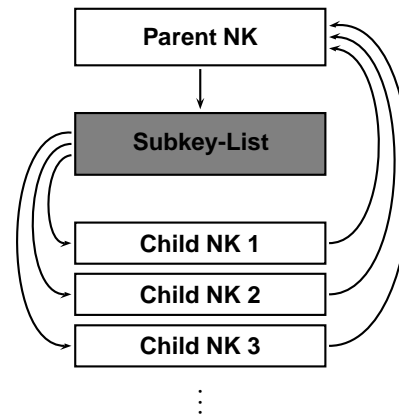 Parent NK
Subkey-List
Child NK 1
Child NK 2
Child NK 3
⋮